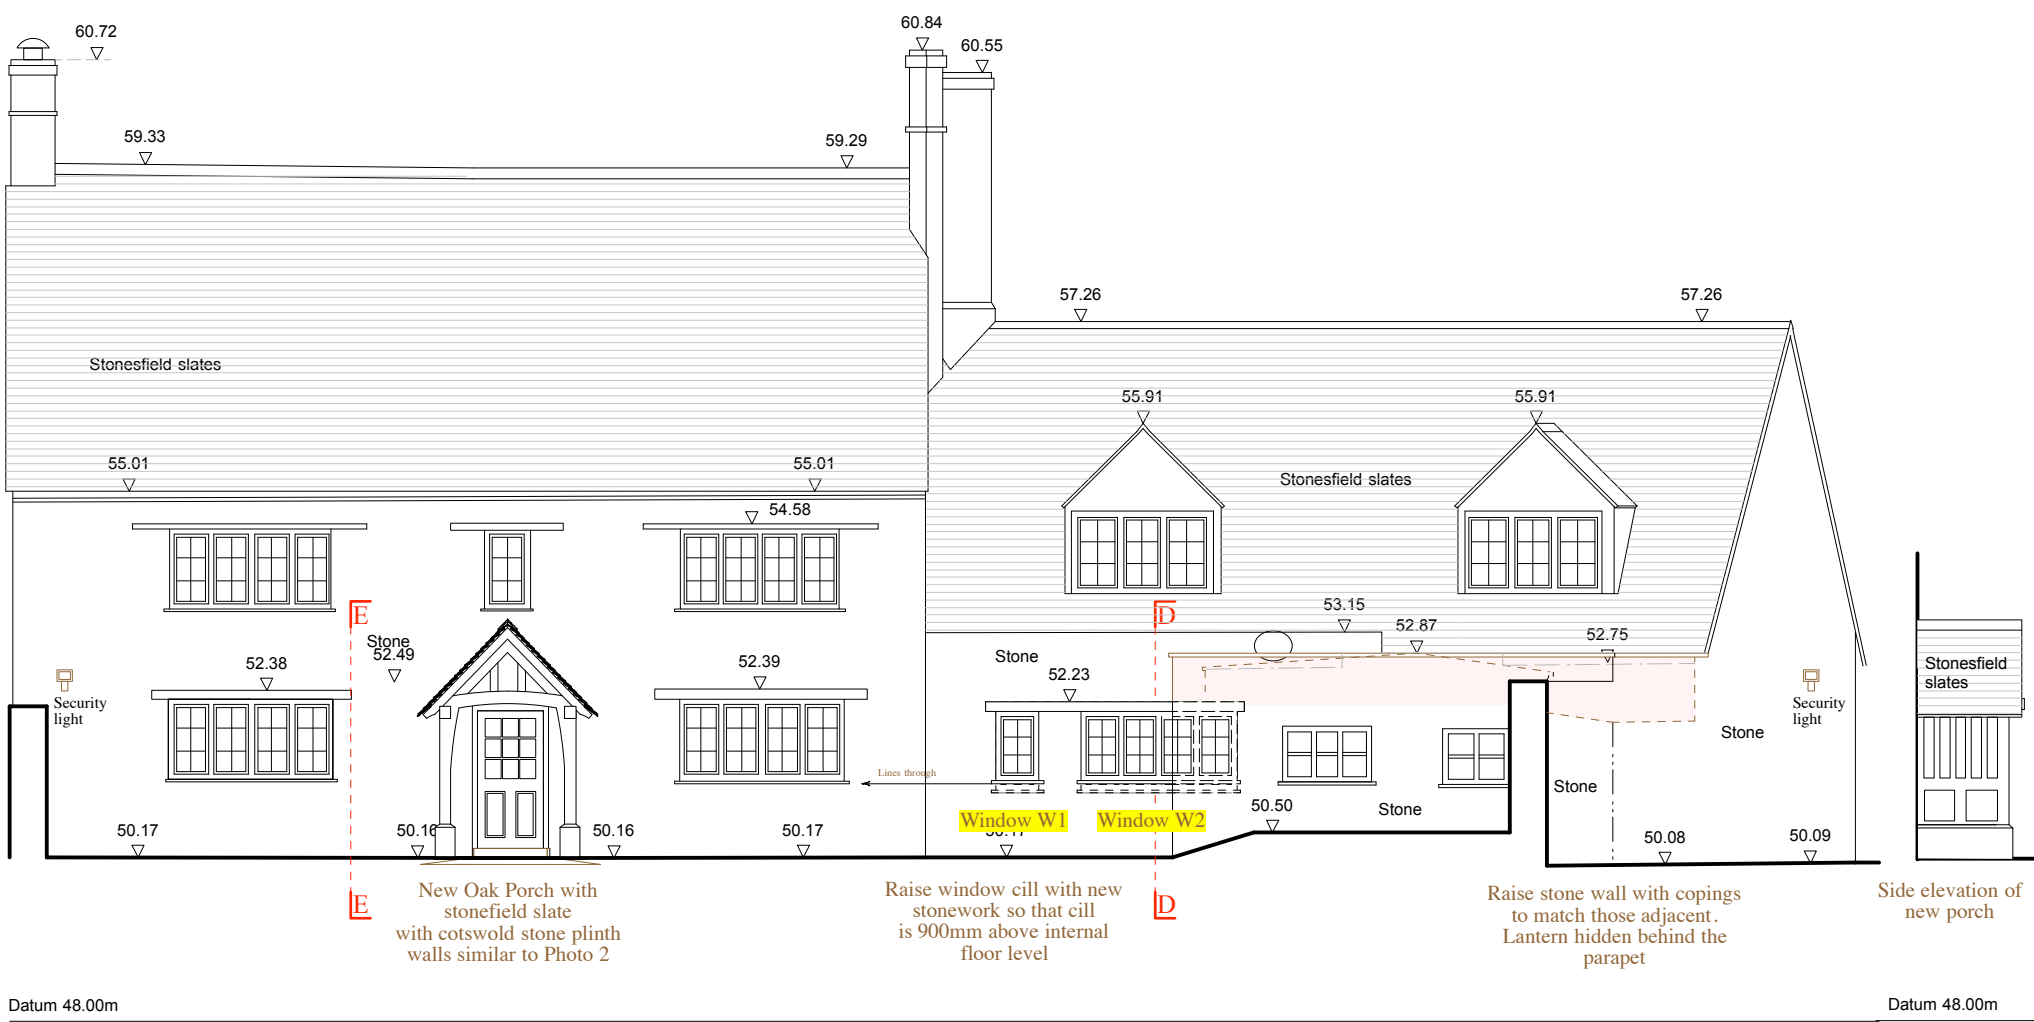 60.72
60.84
60.55
59.33
59.29
57.26
57.26
Stonesfield slates
55.91
55.91
55.01
55.01
Stonesfield slates
54.58
53.15
52.87
52.75
Stone
52.49
Stone
52.38
52.39
52.23
Stonesfield
slates
Security
light
Security
light
Stone
Lines through
Stone
Stone
50.50
Window W1
Window W2
50.17
50.16
50.16
50.17
50.17
50.08
50.09
E
E
D
D
New Oak Porch with
stonefield slate
with cotswold stone plinth
walls similar to Photo 2
Raise window cill with new
stonework so that cill
is 900mm above internal
floor level
Raise stone wall with copings
to match those adjacent.
Lantern hidden behind the
parapet
Side elevation of
new porch
Datum 48.00m
Datum 48.00m